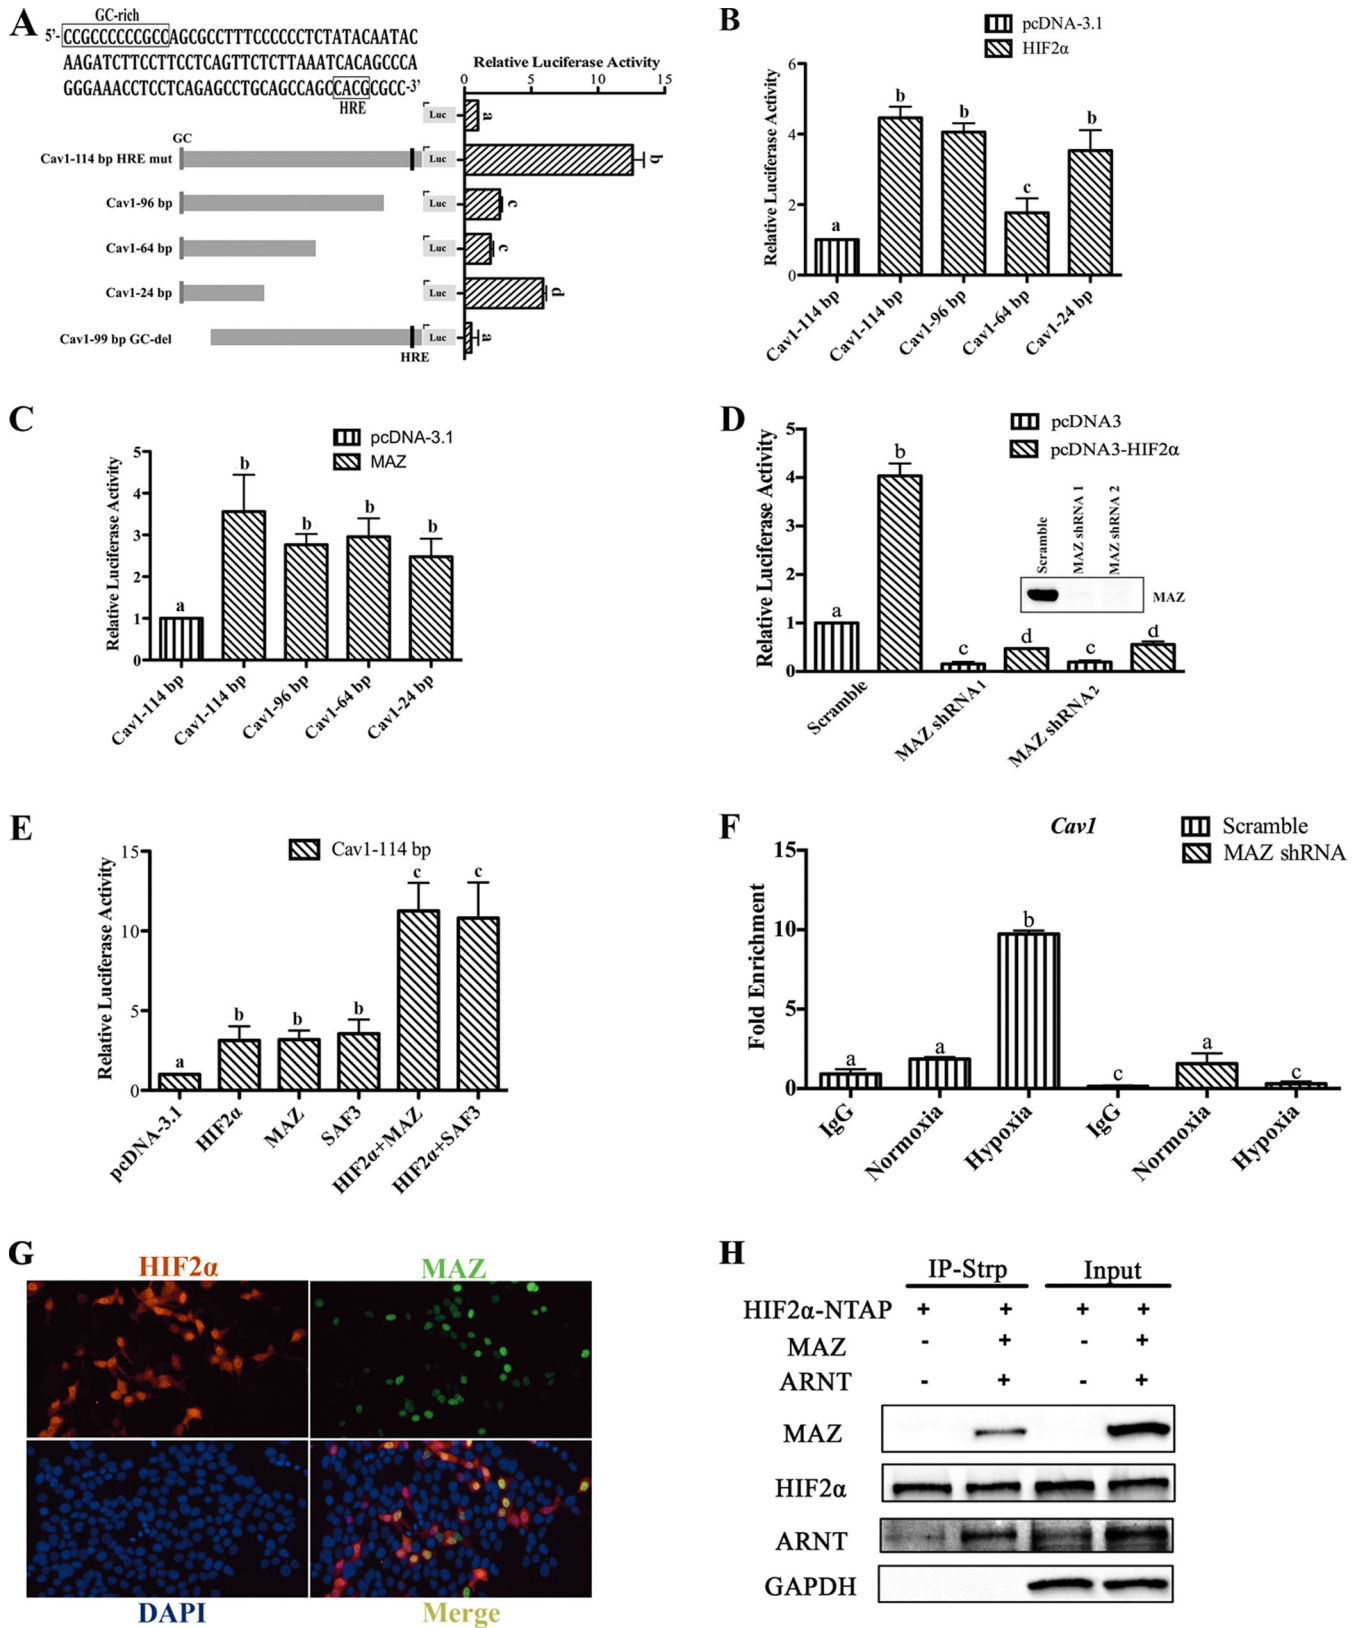 A
GC-rich
5'-CCGCCCCCCGCCAGCGCCTTTCCCCCCTCTATACAATAC
AAGATCTTCCTTCCTCAGTTCTCTTAAATCACAGCCCA
GGGAAACCTCCTCAGAGCCTGCAGCCAGCCACGCGCC-3'
HRE
Relative Luciferase Activity
0 5 10 15
Luc a
GC
Cav1-114 bp HRE mut Luc b
Cav1-96 bp Luc c
Cav1-64 bp Luc c
Cav1-24 bp Luc d
Cav1-99 bp GC-del Luc a
HRE
B
pcDNA-3.1
HIF2α
Relative Luciferase Activity
6
4
2
0
a b b c b
Cav1-114 bp
Cav1-114 bp
Cav1-96 bp
Cav1-64 bp
Cav1-24 bp
C
pcDNA-3.1
MAZ
Relative Luciferase Activity
5
4
3
2
1
0
a b b b b
Cav1-114 bp
Cav1-114 bp
Cav1-96 bp
Cav1-64 bp
Cav1-24 bp
D
pcDNA3
pcDNA3-HIF2α
Relative Luciferase Activity
5
4
3
2
1
0
a b c d c d
Scramble
MAZ shRNA 1
MAZ shRNA 2
MAZ
Scramble
MAZ shRNA1
MAZ shRNA2
E
Cav1-114 bp
Relative Luciferase Activity
15
10
5
0
a b b b c c
pcDNA-3.1
HIF2α
MAZ
SAF3
HIF2α+MAZ
HIF2α+SAF3
F
Cav1
Scramble
MAZ shRNA
Fold Enrichment
15
10
5
0
a a b c a c
IgG
Normoxia
Hypoxia
IgG
Normoxia
Hypoxia
G
HIF2α
MAZ
DAPI
Merge
H
IP-Strp Input
HIF2α-NTAP + + + +
MAZ - + - +
ARNT - + - +
MAZ
HIF2α
ARNT
GAPDH